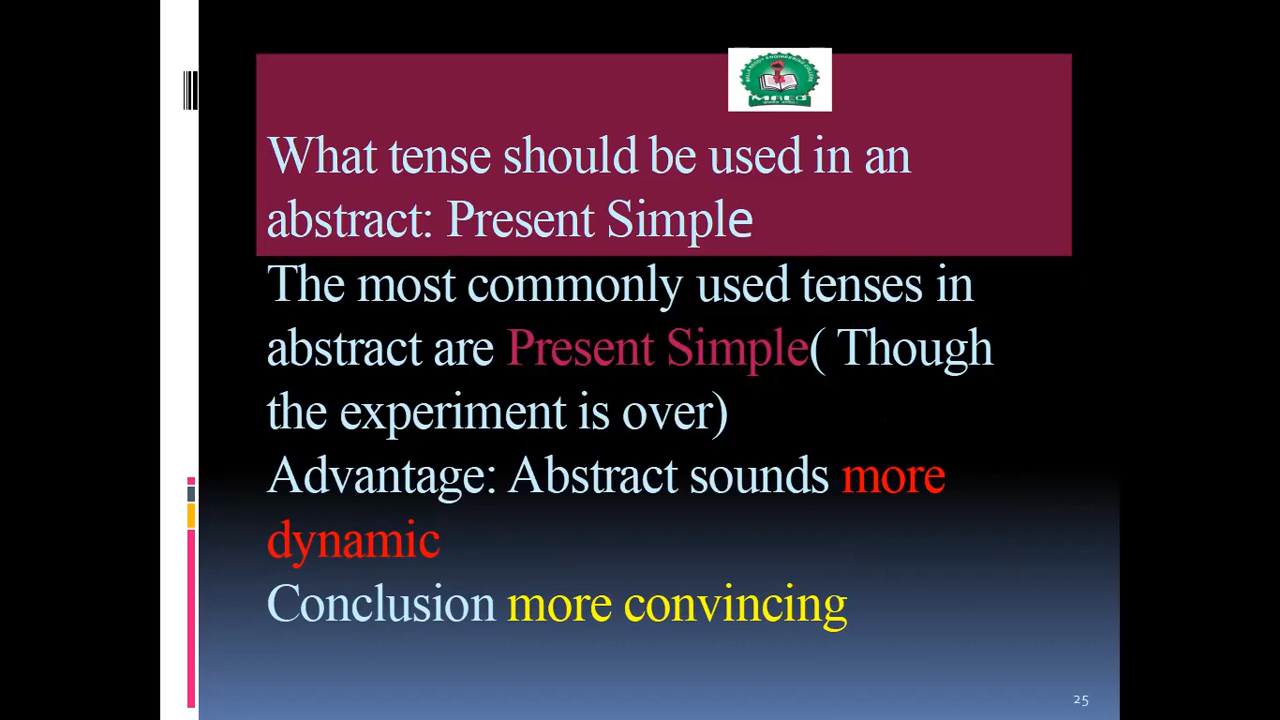 What tense should be used in an
abstract: Present Simple
The most commonly used tenses in
abstract are Present Simple( Though
the experiment is over)
Advantage: Abstract sounds more
dynamic
Conclusion more convincing
25